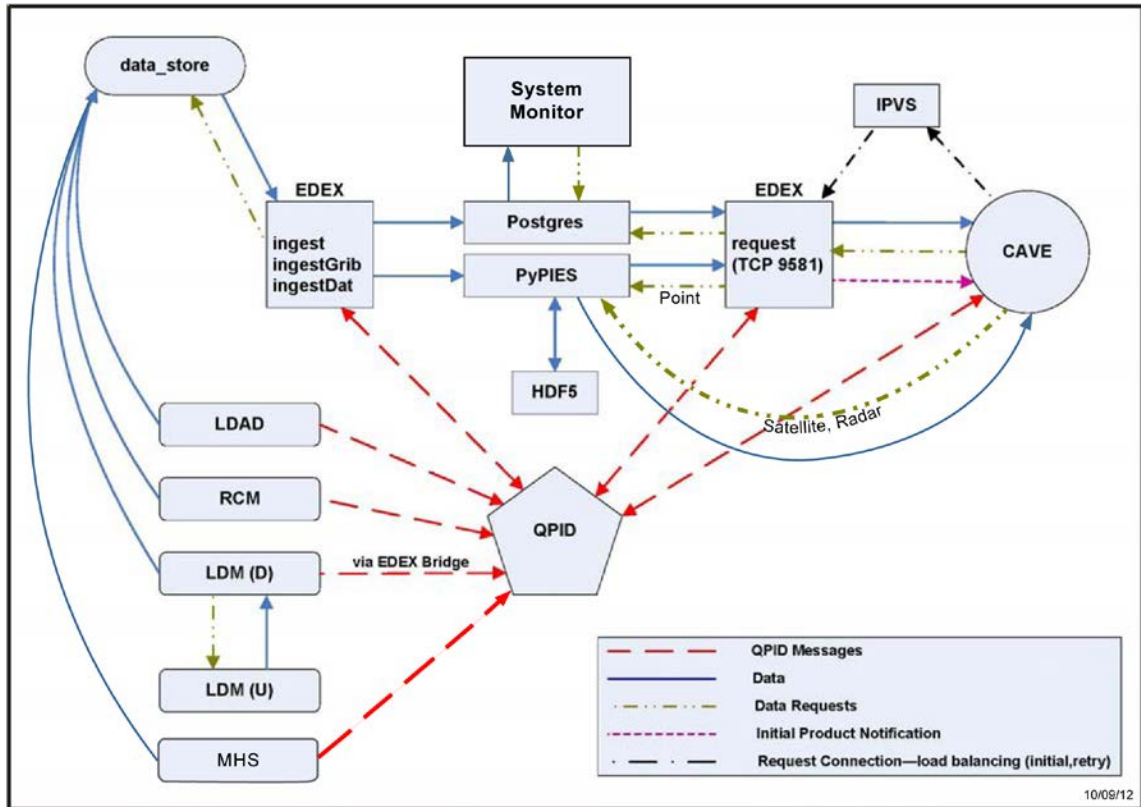 data_store
System
Monitor
IPVS
EDEX
ingest
ingestGrib
ingestDat
Postgres
PyPIES
EDEX
request
(TCP 9581)
CAVE
Point
HDF5
Satellite, Radar
LDAD
RCM
QPID
LDM (D)
via EDEX Bridge
LDM (U)
MHS
QPID Messages
Data
Data Requests
Initial Product Notification
Request Connection—load balancing (initial,retry)
10/09/12